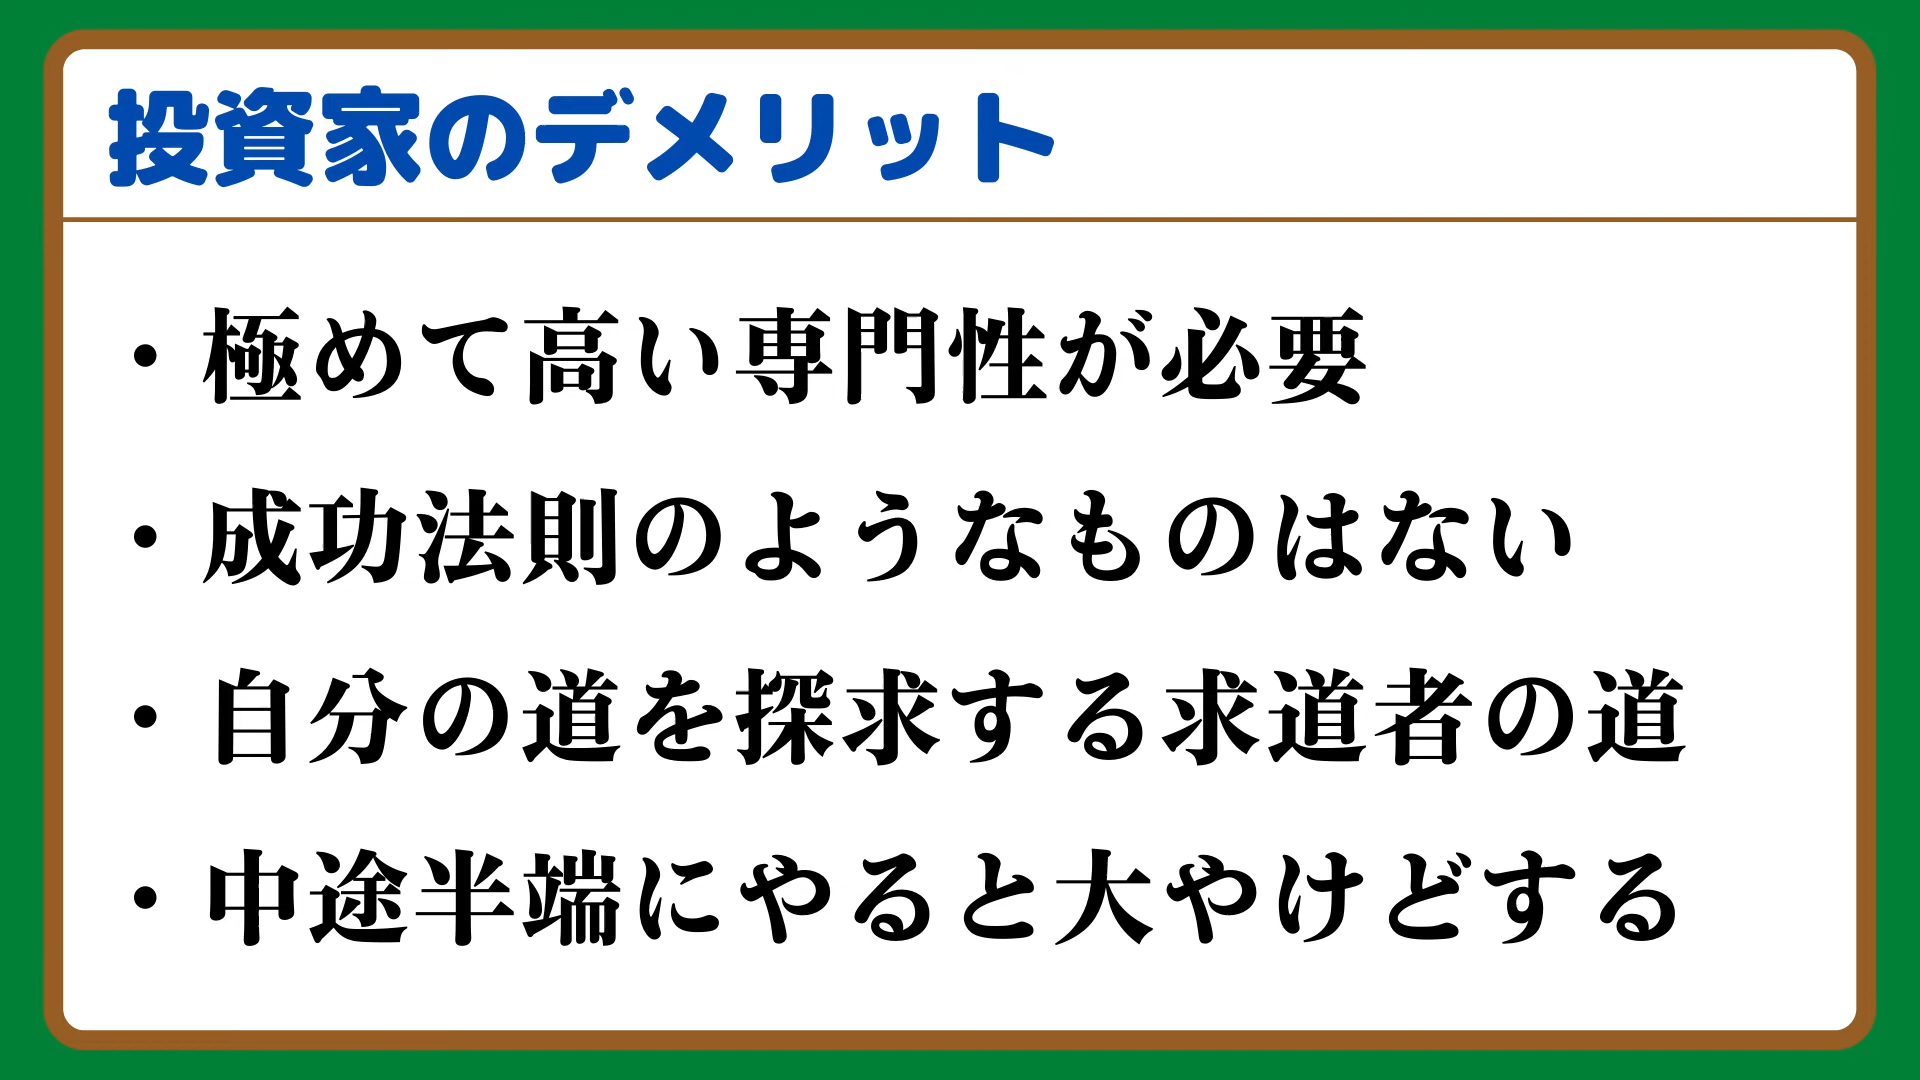 投資家のデメリット
・極めて高い専門性が必要
・成功法則のようなものはない
・自分の道を探求する求道者の道
・中途半端にやると大やけどする